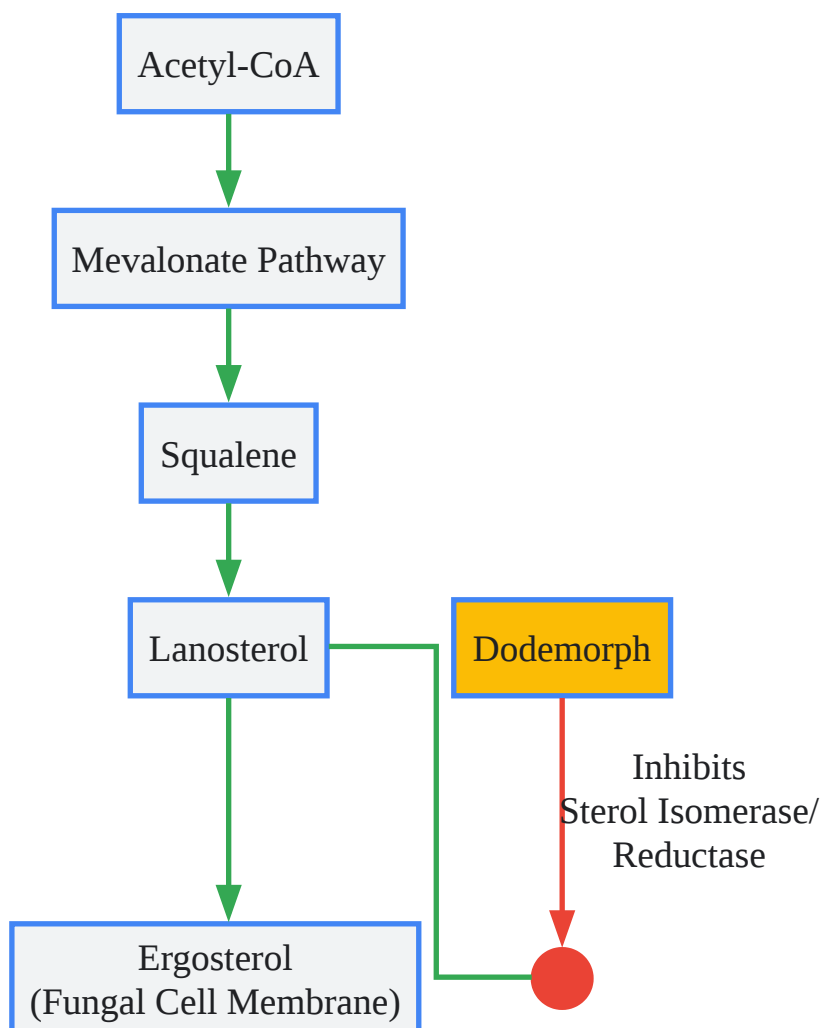 Acetyl-CoA
Mevalonate Pathway
Squalene
Lanosterol
Dodemorph
Inhibits
Sterol Isomerase/
Reductase
Ergosterol
(Fungal Cell Membrane)